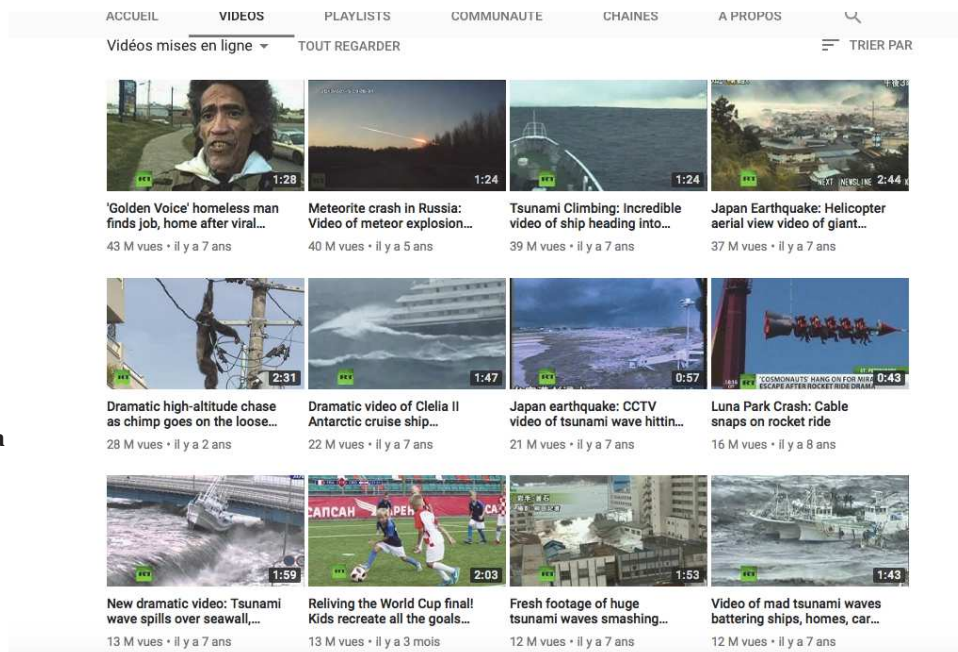 ACCUEIL VIDÉOS PLAYLISTS COMMUNAUTÉ CHAÎNES À PROPOS
Vidéos mises en ligne TOUT REGARDER TRIER PAR
1:28 1:24 1:24 NEXT NEWSLINE 2:44
'Golden Voice' homeless man
finds job, home after viral...
43 M vues • il y a 7 ans
Meteorite crash in Russia:
Video of meteor explosion...
40 M vues • il y a 5 ans
Tsunami Climbing: Incredible
video of ship heading into...
39 M vues • il y a 7 ans
Japan Earthquake: Helicopter
aerial view video of giant...
37 M vues • il y a 7 ans
2:31 1:47 0:57 0:43
'COSMONAUTS' HANG ON FOR
ESCAPE AFTER ROCKET RIDE DRAMA
Dramatic high-altitude chase
as chimp goes on the loose...
28 M vues • il y a 2 ans
Dramatic video of Clelia II
Antarctic cruise ship...
22 M vues • il y a 7 ans
Japan earthquake: CCTV
video of tsunami wave hittin...
21 M vues • il y a 7 ans
Luna Park Crash: Cable
snaps on rocket ride
16 M vues • il y a 8 ans
САПСАН
1:59 2:03 1:53 1:43
New dramatic video: Tsunami
wave spills over seawall,...
13 M vues • il y a 7 ans
Reliving the World Cup final!
Kids recreate all the goals...
13 M vues • il y a 3 mois
Fresh footage of huge
tsunami waves smashing...
12 M vues • il y a 7 ans
Video of mad tsunami waves
battering ships, homes, car...
12 M vues • il y a 7 ans